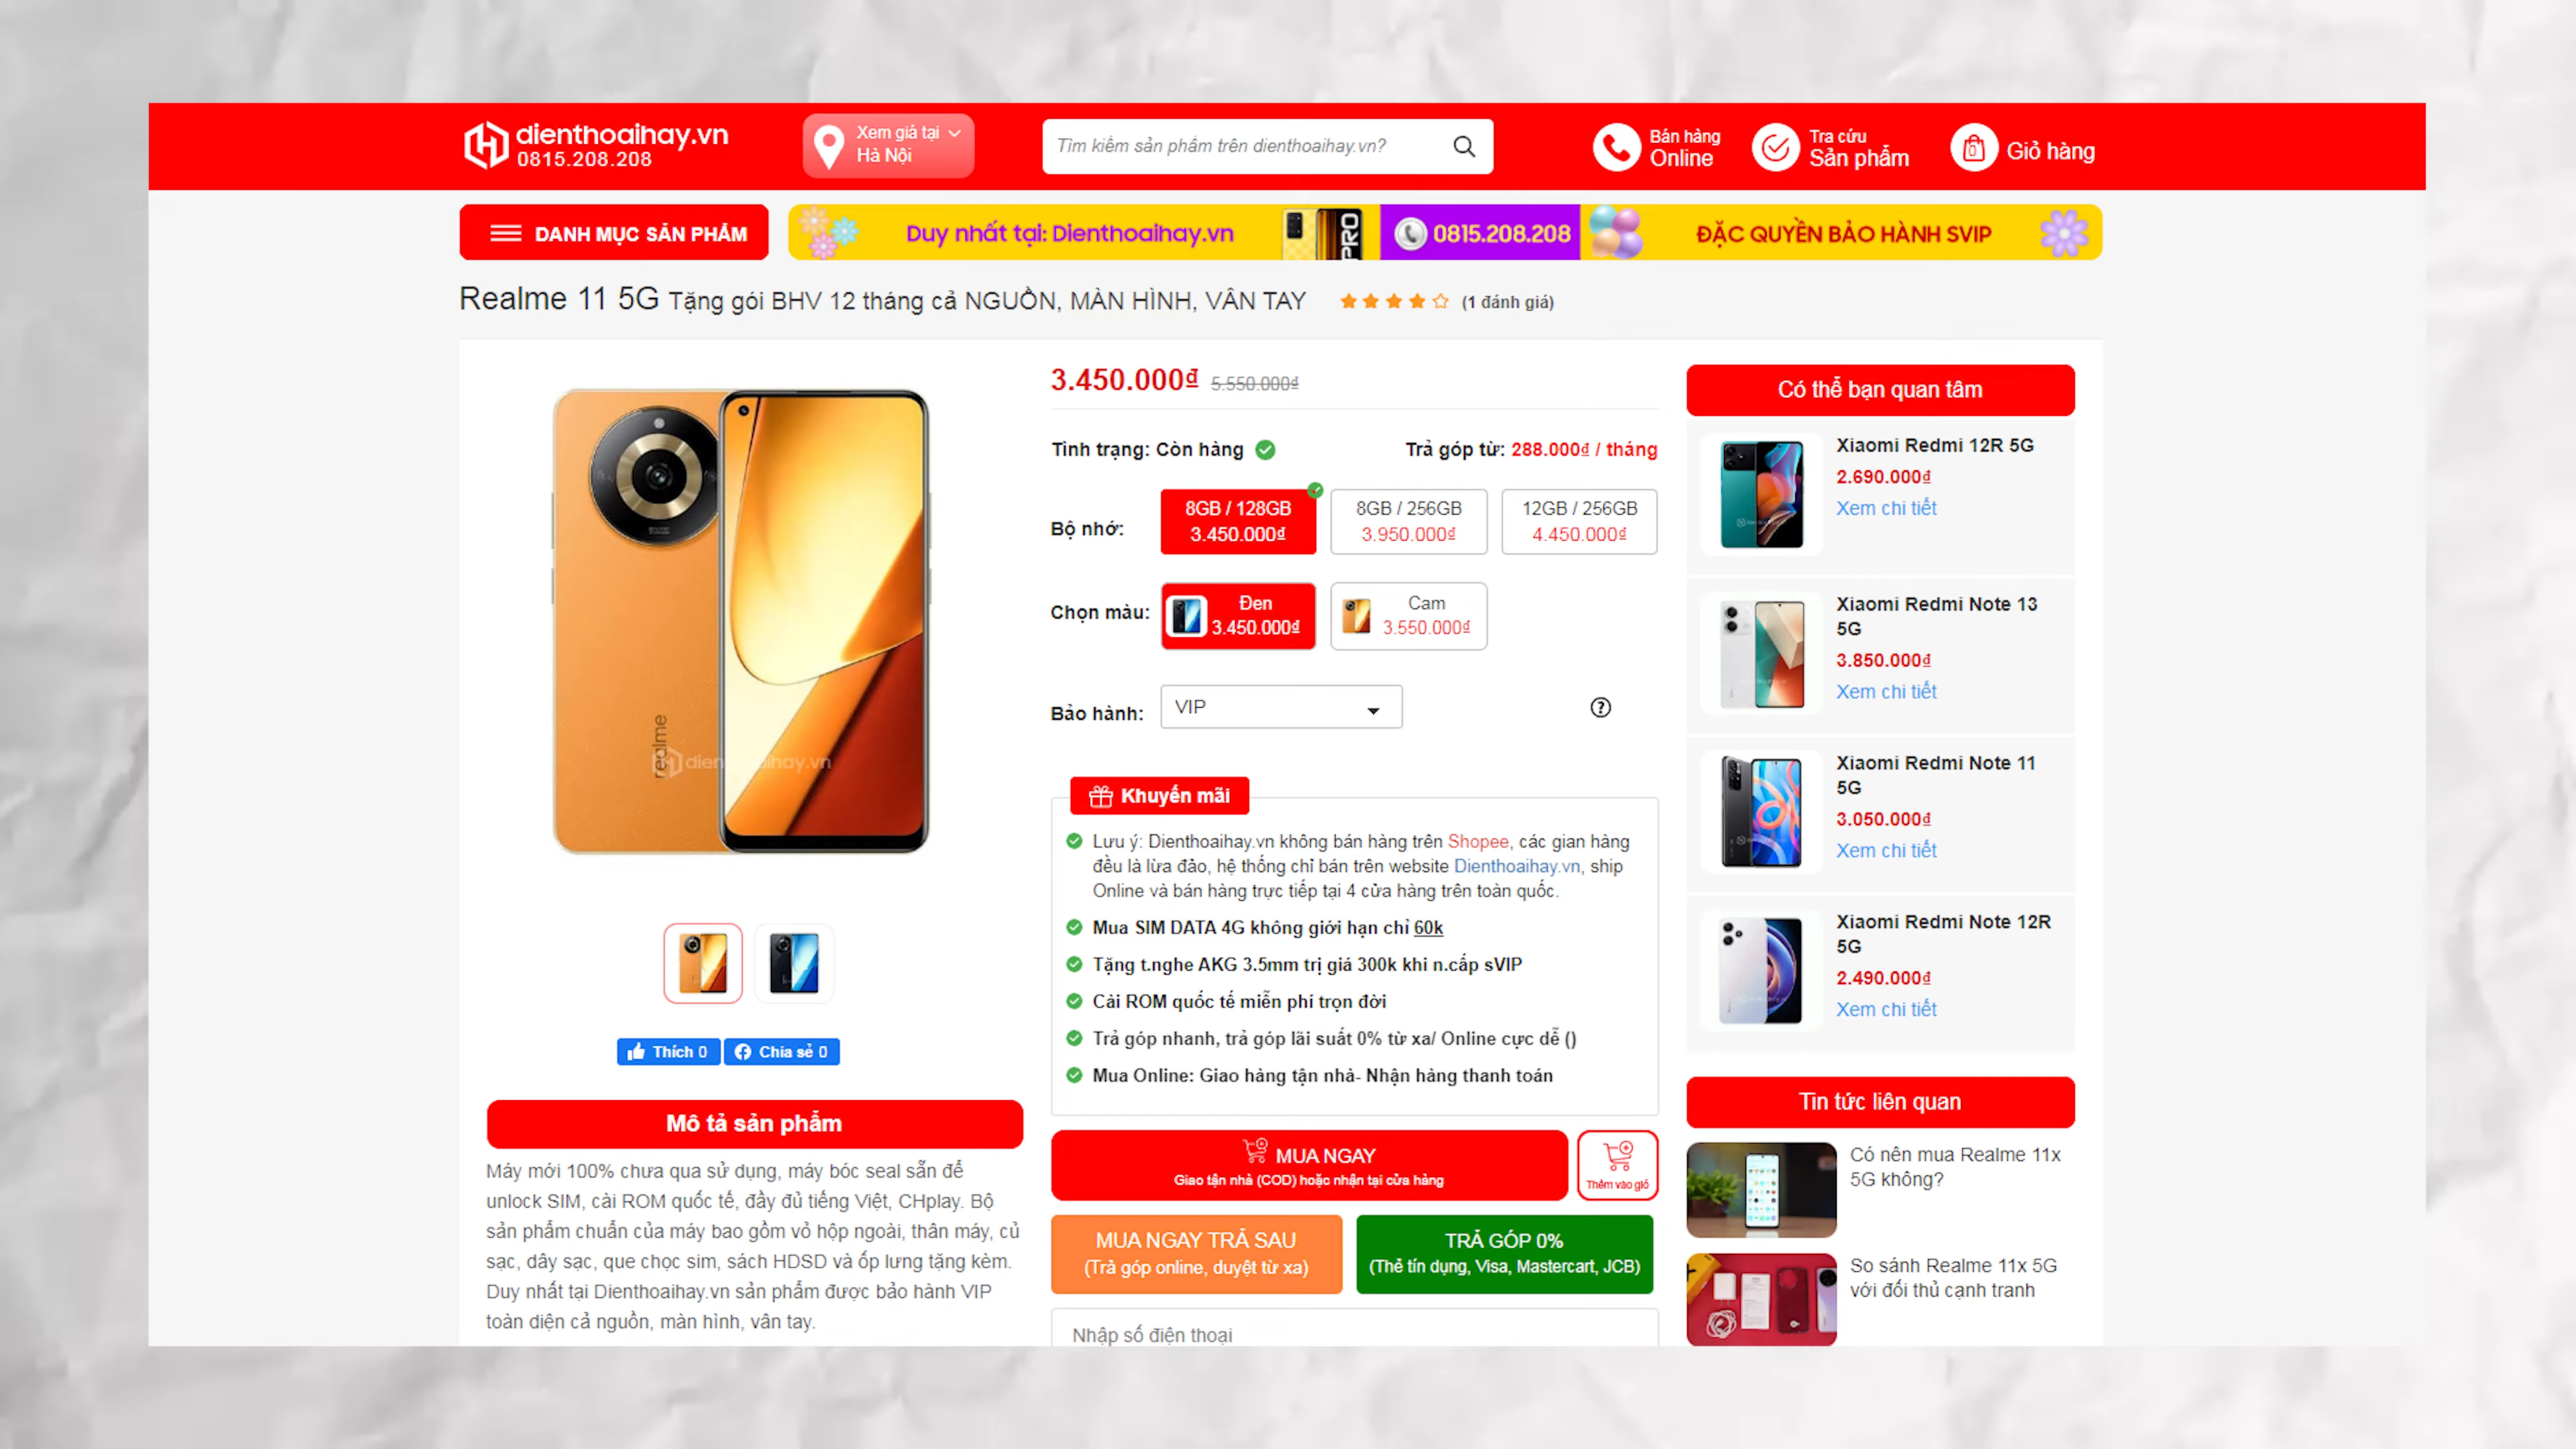 dienthoaihay.vn
0815.208.208
Xem giá tại
Hà Nội
Tìm kiếm sản phẩm trên dienthoaihay.vn?
Bán hàng
Online
Tra cứu
Sản phẩm
0
Giỏ hàng
DANH MỤC SẢN PHẨM
Duy nhất tại: Dienthoaihay.vn
PRO
0815.208.208
ĐẶC QUYỀN BẢO HÀNH SVIP
Realme 11 5G Tặng gói BHV 12 tháng cả NGUỒN, MÀN HÌNH, VÂN TAY
(1 đánh giá)
realme
dienthoaihay.vn
Thích 0
Chia sẻ 0
Mô tả sản phẩm
Máy mới 100% chưa qua sử dụng, máy bóc seal sẵn để
unlock SIM, cài ROM quốc tế, đầy đủ tiếng Việt, CHplay. Bộ
sản phẩm chuẩn của máy bao gồm vỏ hộp ngoài, thân máy, củ
sạc, dây sạc, que chọc sim, sách HDSD và ốp lưng tặng kèm.
Duy nhất tại Dienthoaihay.vn sản phẩm được bảo hành VIP
toàn diện cả nguồn, màn hình, vân tay.
3.450.000₫ 5.550.000₫
Tình trạng: Còn hàng
Trả góp từ: 288.000₫ / tháng
Bộ nhớ:
8GB / 128GB
3.450.000₫
8GB / 256GB
3.950.000₫
12GB / 256GB
4.450.000₫
Chọn màu:
Đen
3.450.000₫
Cam
3.550.000₫
Bảo hành:
VIP
?
Khuyến mãi
Lưu ý: Dienthoaihay.vn không bán hàng trên Shopee, các gian hàng
đều là lừa đảo, hệ thống chỉ bán trên website Dienthoaihay.vn, ship
Online và bán hàng trực tiếp tại 4 cửa hàng trên toàn quốc.
Mua SIM DATA 4G không giới hạn chỉ 60k
Tặng t.nghe AKG 3.5mm trị giá 300k khi n.cấp sVIP
Cài ROM quốc tế miễn phí trọn đời
Trả góp nhanh, trả góp lãi suất 0% từ xa/ Online cực dễ ()
Mua Online: Giao hàng tận nhà- Nhận hàng thanh toán
MUA NGAY
Giao tận nhà (COD) hoặc nhận tại cửa hàng
Thêm vào giỏ
MUA NGAY TRẢ SAU
(Trả góp online, duyệt từ xa)
TRẢ GÓP 0%
(Thẻ tín dụng, Visa, Mastercart, JCB)
Nhập số điện thoại
Có thể bạn quan tâm
Xiaomi Redmi 12R 5G
2.690.000₫
Xem chi tiết
Xiaomi Redmi Note 13
5G
3.850.000₫
Xem chi tiết
Xiaomi Redmi Note 11
5G
3.050.000₫
Xem chi tiết
Xiaomi Redmi Note 12R
5G
2.490.000₫
Xem chi tiết
Tin tức liên quan
Có nên mua Realme 11x
5G không?
So sánh Realme 11x 5G
với đối thủ cạnh tranh